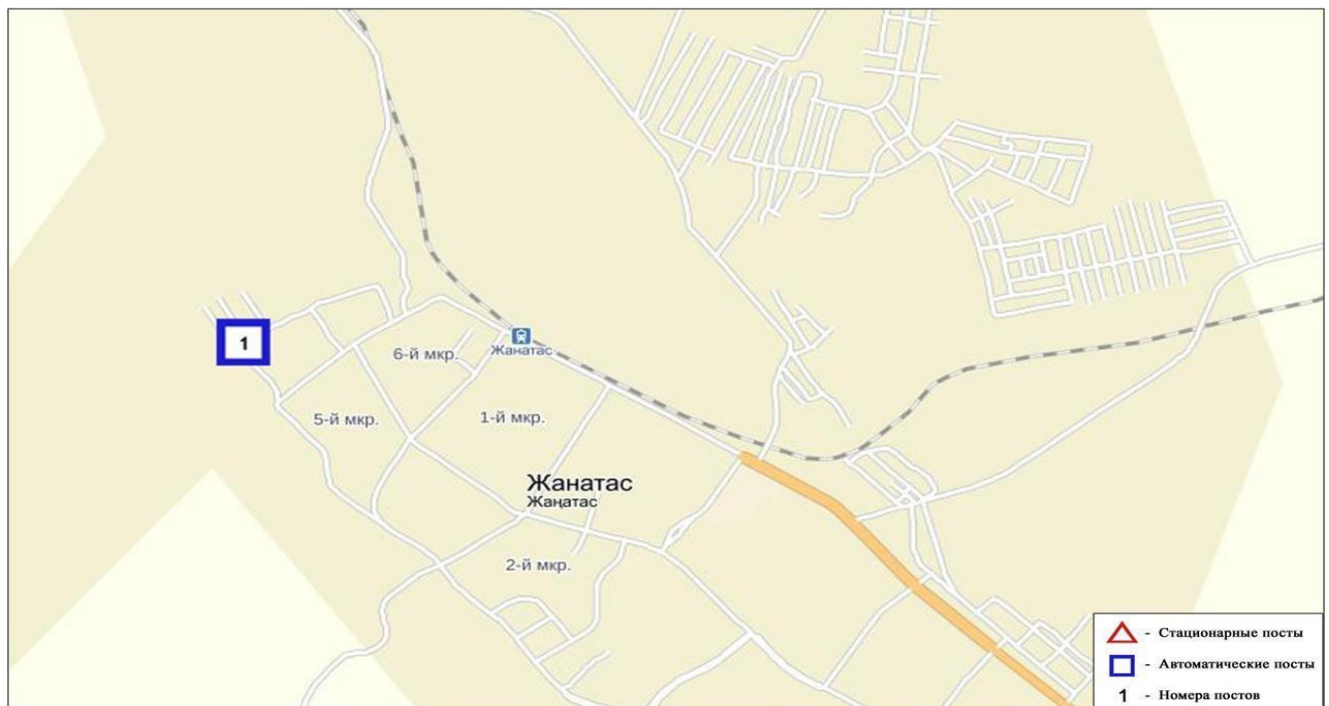 1
Жанатас
6-й мкр.
5-й мкр.
1-й мкр.
Жанатас
Жаңатас
2-й мкр.
- Стационарные посты
- Автоматические посты
1 - Номера постов